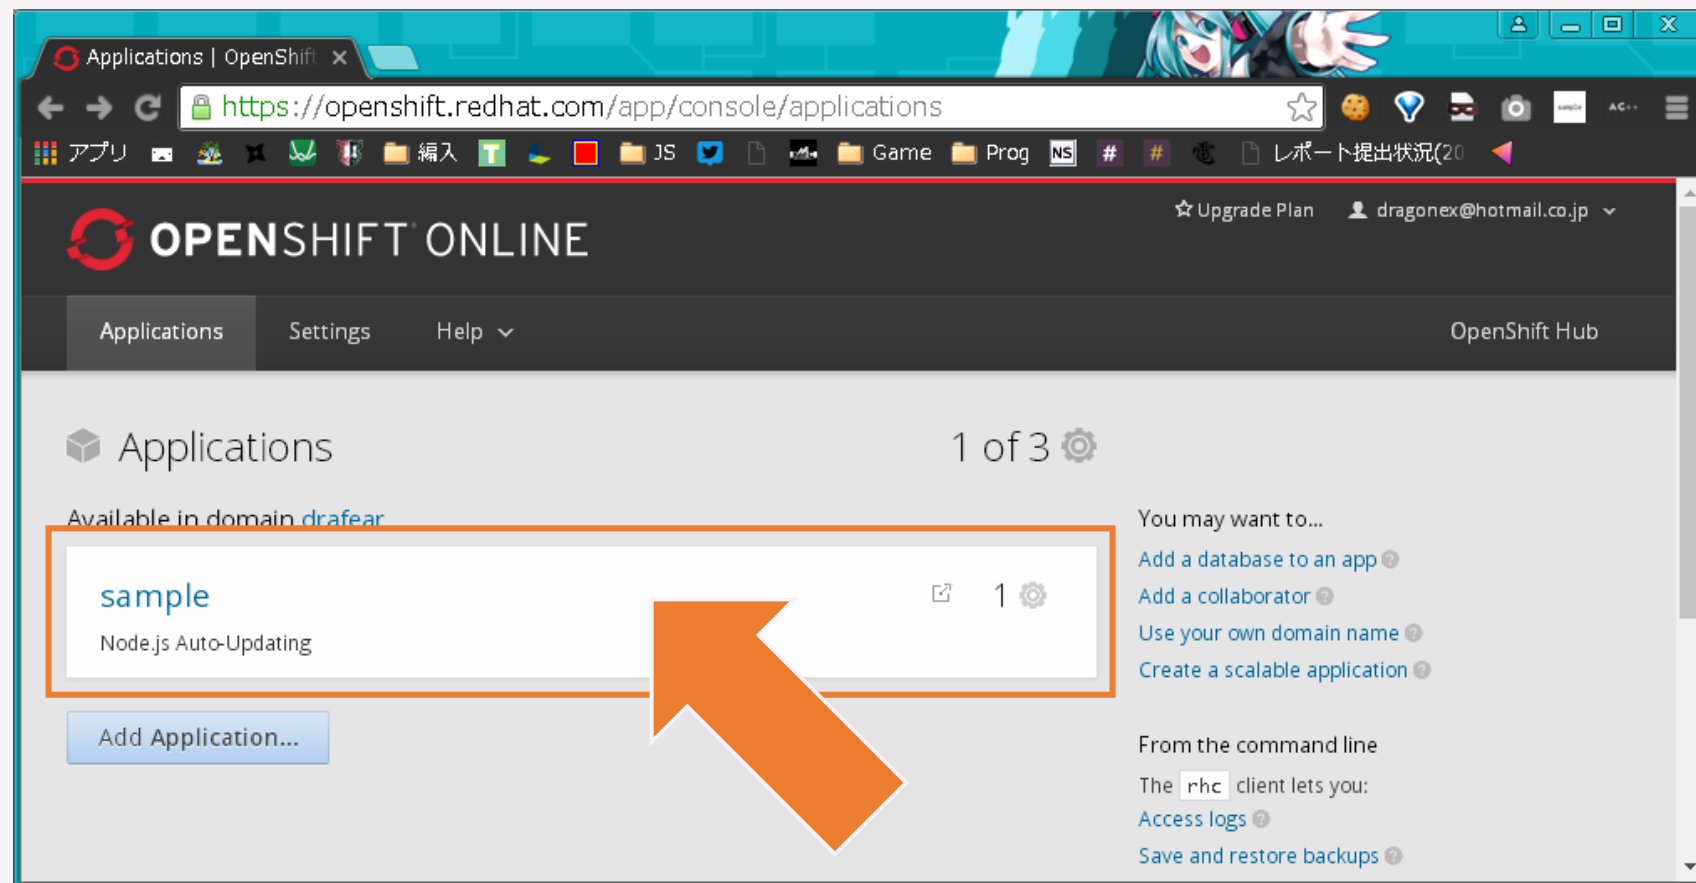 Applications | OpenShift
https://openshift.redhat.com/app/console/applications
アプリ 編入 T JS Game Prog NS # # レポート提出状況(20
Upgrade Plan dragonex@hotmail.co.jp
OPENSHIFT ONLINE
Applications Settings Help OpenShift Hub
Applications 1 of 3
Available in domain drafear
sample 1
Node.js Auto-Updating
Add Application...
You may want to...
Add a database to an app
Add a collaborator
Use your own domain name
Create a scalable application
From the command line
The rhc client lets you:
Access logs
Save and restore backups